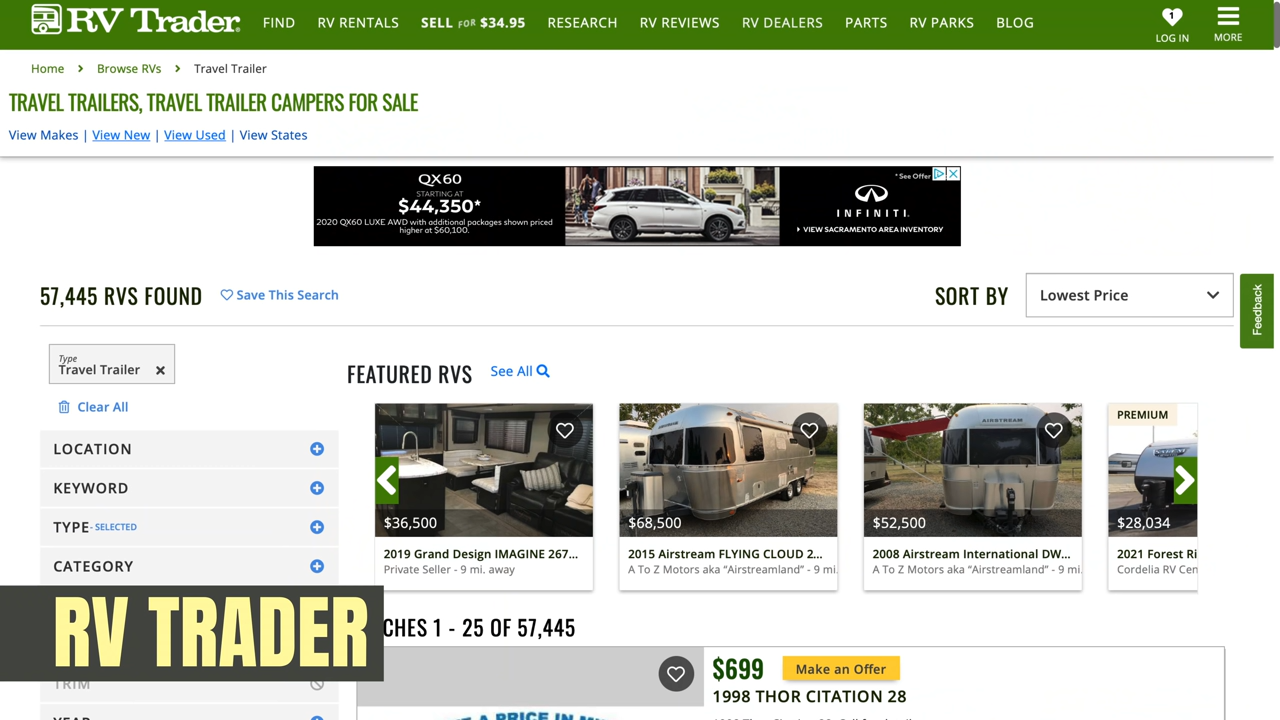 RV Trader.
FIND
RV RENTALS
SELL FOR $34.95
RESEARCH
RV REVIEWS
RV DEALERS
PARTS
RV PARKS
BLOG
1
LOG IN
MORE
Home
Browse RVs
Travel Trailer
TRAVEL TRAILERS, TRAVEL TRAILER CAMPERS FOR SALE
View Makes | View New | View Used | View States
QX60
STARTING AT
$44,350*
2020 QX60 LUXE AWD with additional packages shown priced
higher at $60,100.
* See Offer
INFINITI.
VIEW SACRAMENTO AREA INVENTORY
57,445 RVS FOUND
Save This Search
SORT BY
Lowest Price
Feedback
Type
Travel Trailer
Clear All
LOCATION
KEYWORD
TYPE - SELECTED
CATEGORY
TRIM
FEATURED RVS
See All
$36,500
2019 Grand Design IMAGINE 267...
Private Seller - 9 mi. away
AIRSTREAM
$68,500
2015 Airstream FLYING CLOUD 2...
A To Z Motors aka “Airstreamland” - 9 mi.
AIRSTREAM
$52,500
2008 Airstream International DW...
A To Z Motors aka “Airstreamland” - 9 mi.
PREMIUM
$28,034
2021 Forest Ri
Cordelia RV Cen
RV TRADER
CHES 1 - 25 OF 57,445
$699
Make an Offer
1998 THOR CITATION 28